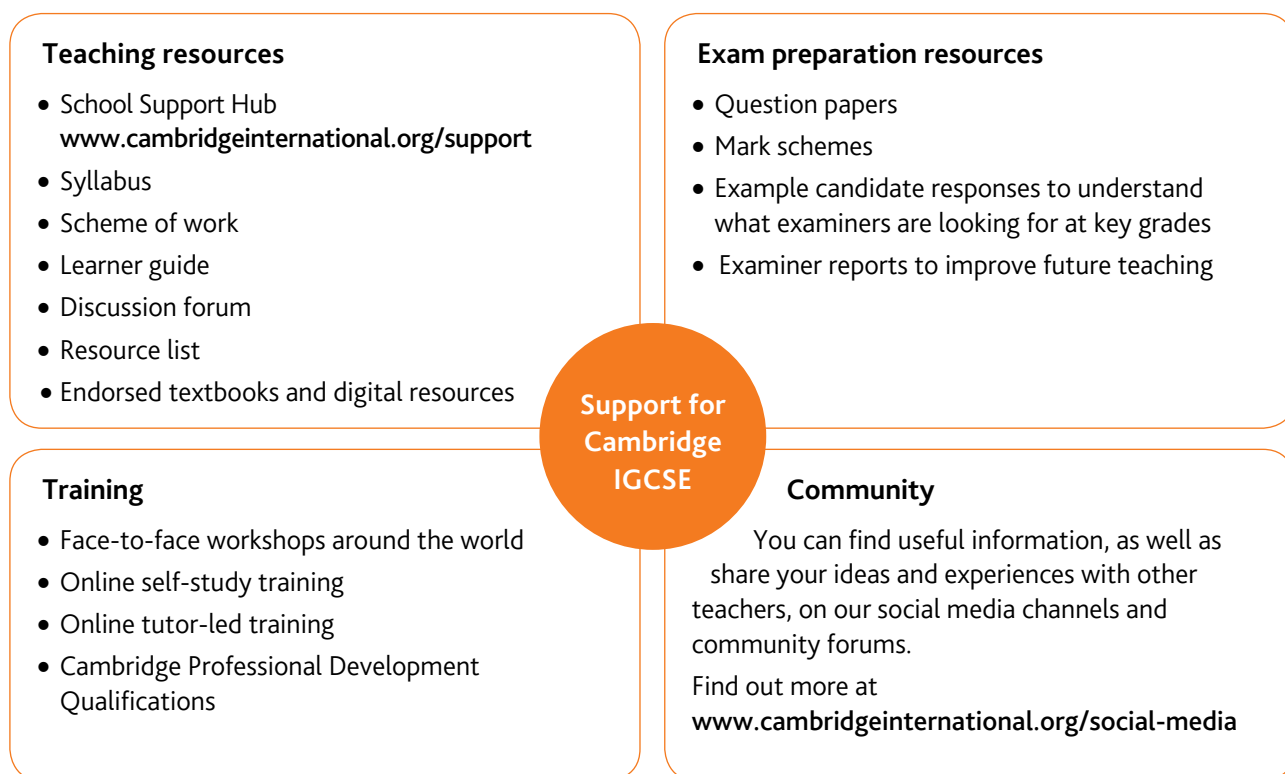 Teaching resources
• School Support Hub
www.cambridgeinternational.org/support
• Syllabus
• Scheme of work
• Learner guide
• Discussion forum
• Resource list
• Endorsed textbooks and digital resources
Exam preparation resources
• Question papers
• Mark schemes
• Example candidate responses to understand
what examiners are looking for at key grades
• Examiner reports to improve future teaching
Support for
Cambridge
IGCSE
Training
• Face-to-face workshops around the world
• Online self-study training
• Online tutor-led training
• Cambridge Professional Development
Qualifications
Community
You can find useful information, as well as
share your ideas and experiences with other
teachers, on our social media channels and
community forums.
Find out more at
www.cambridgeinternational.org/social-media